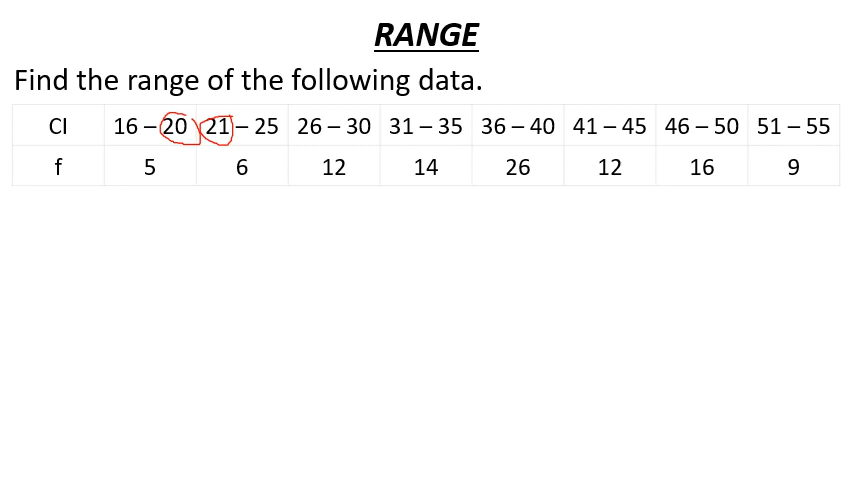 RANGE
Find the range of the following data.
CI 16 – 20 21 – 25 26 – 30 31 – 35 36 – 40 41 – 45 46 – 50 51 – 55
f 5 6 12 14 26 12 16 9